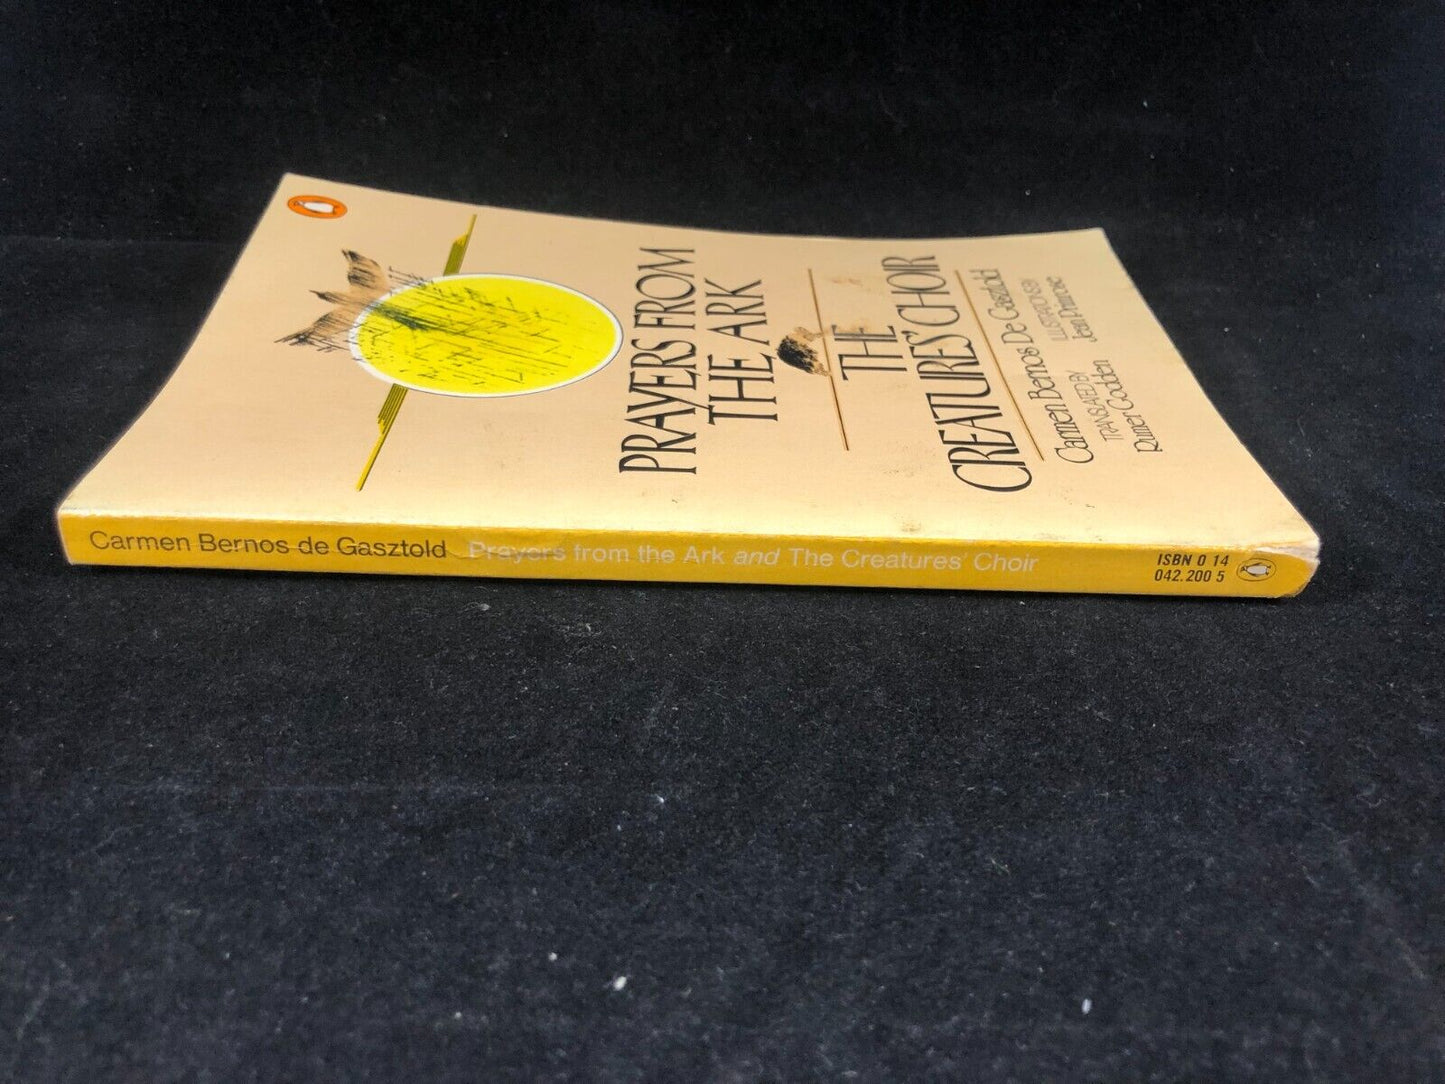 PRAYERS FROM
THE ARK
THE
CREATURES' CHOIR
Carmen Bernos De Gasztold
TRANSLATED BY
Rumer Godden
ILLUSTRATIONS BY
Jean Primrose
Carmen Bernos de Gasztold Prayers from the Ark and The Creatures' Choir
ISBN 0 14
042.200 5